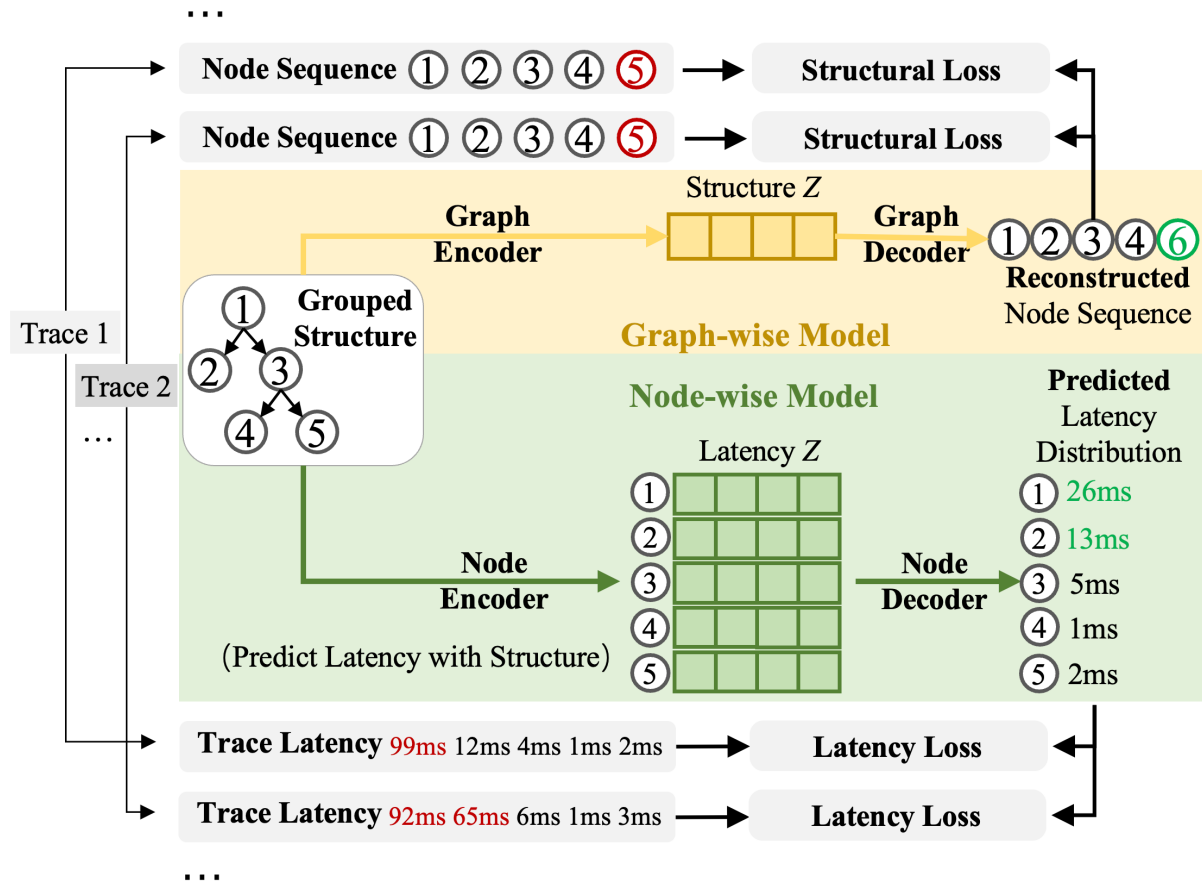 ...
Node Sequence 1 2 3 4 5 Structural Loss
Node Sequence 1 2 3 4 5 Structural Loss
Structure Z
Graph
Encoder
Graph
Decoder
1 2 3 4 6
Reconstructed
Node Sequence
Grouped
Structure
1
2 3
4 5
Graph-wise Model
Trace 1
Trace 2
...
Node-wise Model
Predicted
Latency
Distribution
Latency Z
1
2
3
4
5
Node
Encoder
(Predict Latency with Structure)
Node
Decoder
1 26ms
2 13ms
3 5ms
4 1ms
5 2ms
Trace Latency 99ms 12ms 4ms 1ms 2ms Latency Loss
Trace Latency 92ms 65ms 6ms 1ms 3ms Latency Loss
...